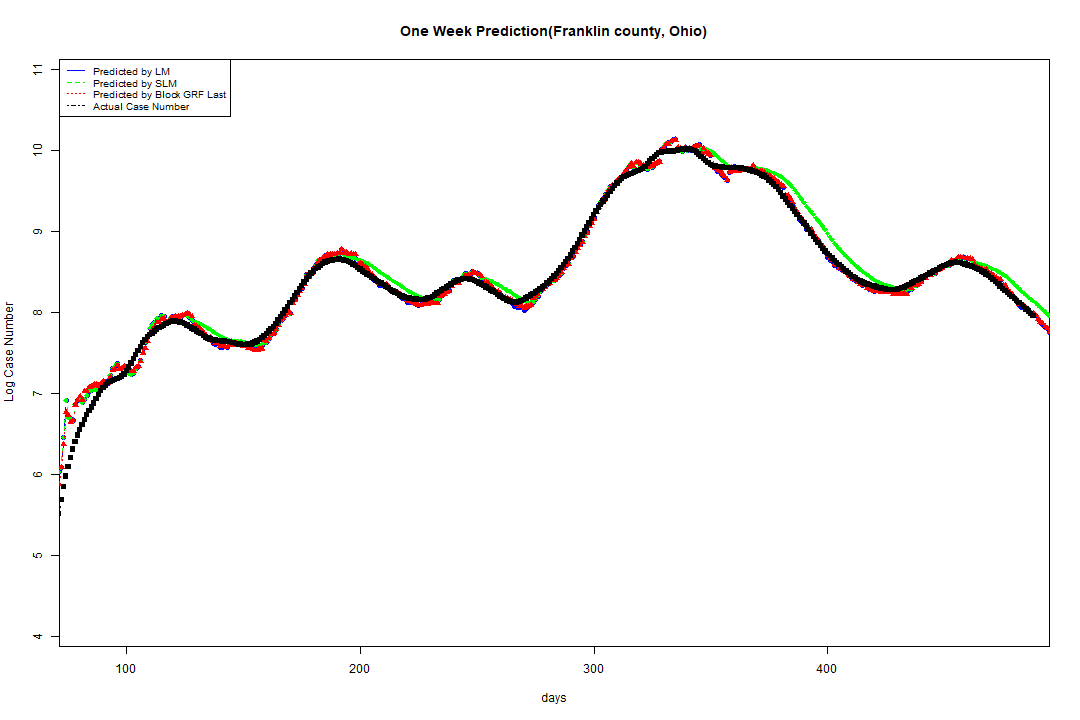 One Week Prediction(Franklin county, Ohio)
Predicted by LM
Predicted by SLM
Predicted by Block GRF Last
Actual Case Number
11
10
9
8
7
6
5
4
Log Case Number
100 200 300 400
days